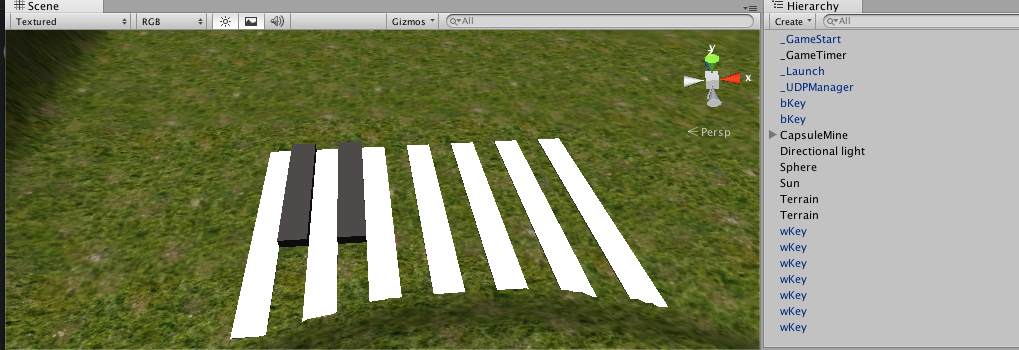 Scene
Textured RGB Gizmos All
y
x
Persp
Hierarchy
Create All
_GameStart
_GameTimer
_Launch
_UDPManager
bKey
bKey
CapsuleMine
Directional light
Sphere
Sun
Terrain
Terrain
wKey
wKey
wKey
wKey
wKey
wKey
wKey